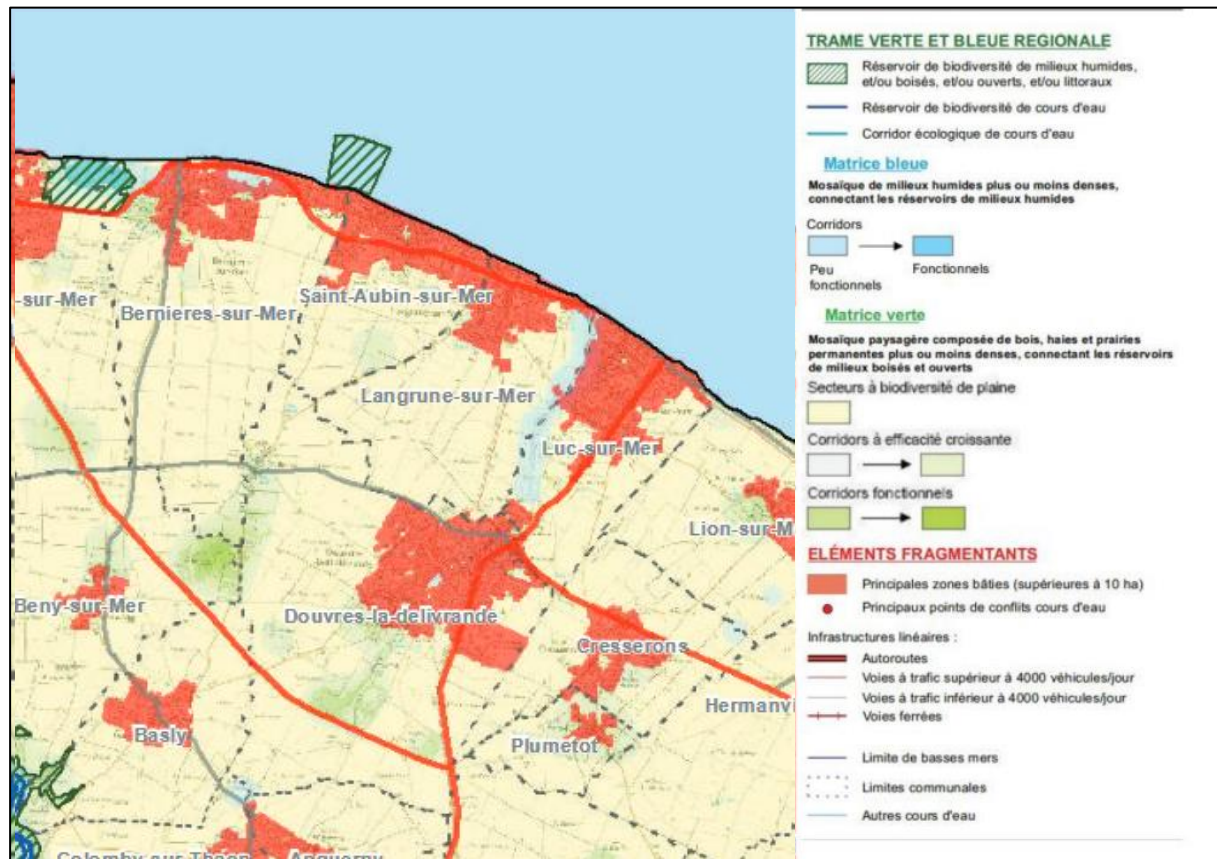 -sur-Mer
Bernieres-sur-Mer
Saint-Aubin-sur-Mer
Langrune-sur-Mer
Luc-sur-Mer
Lion-sur-M
Beny-sur-Mer
Douvres-la-delivrande
Cresserons
Hermanvi
Basly
Plumetot
Colomby-sur-Thaon
Anguerny
TRAME VERTE ET BLEUE REGIONALE
Réservoir de biodiversité de milieux humides,
et/ou boisés, et/ou ouverts, et/ou littoraux
Réservoir de biodiversité de cours d'eau
Corridor écologique de cours d'eau
Matrice bleue
Mosaïque de milieux humides plus ou moins denses,
connectant les réservoirs de milieux humides
Corridors
Peu
fonctionnels
Fonctionnels
Matrice verte
Mosaïque paysagère composée de bois, haies et prairies
permanentes plus ou moins denses, connectant les réservoirs
de milieux boisés et ouverts
Secteurs à biodiversité de plaine
Corridors à efficacité croissante
Corridors fonctionnels
ELÉMENTS FRAGMENTANTS
Principales zones bâties (supérieures à 10 ha)
Principaux points de conflits cours d'eau
Infrastructures linéaires :
Autoroutes
Voies à trafic supérieur à 4000 véhicules/jour
Voies à trafic inférieur à 4000 véhicules/jour
Voies ferrées
Limite de basses mers
Limites communales
Autres cours d'eau